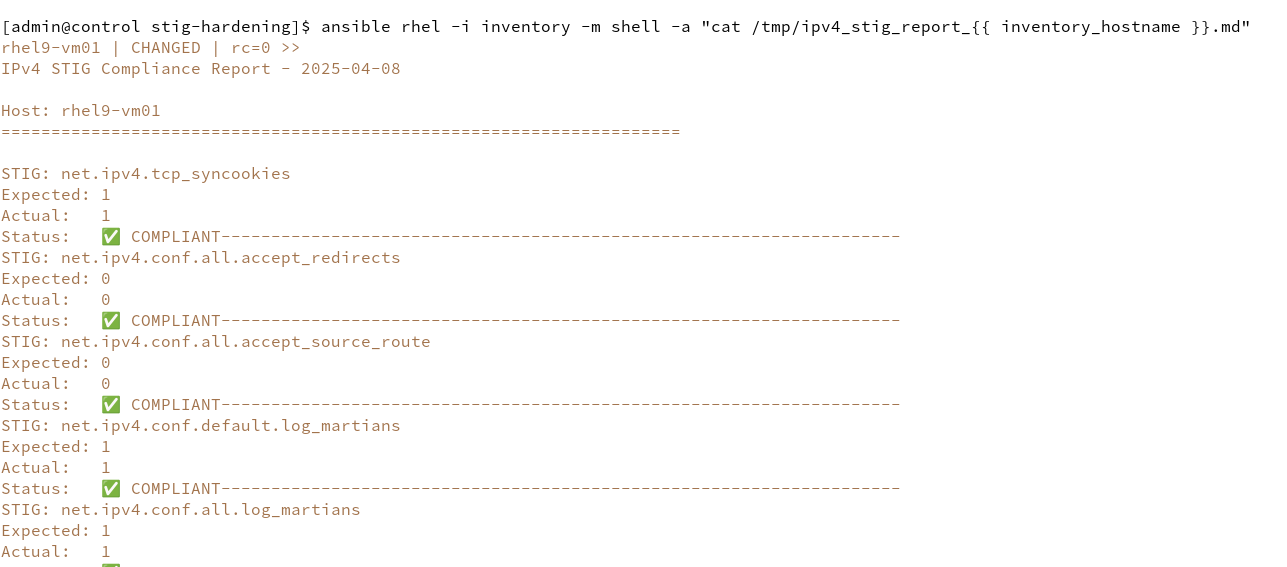 [admin@control stig-hardening]$ ansible rhel -i inventory -m shell -a "cat /tmp/ipv4_stig_report_{{ inventory_hostname }}.md"
rhel9-vm01 | CHANGED | rc=0 >>
IPv4 STIG Compliance Report - 2025-04-08
Host: rhel9-vm01
====================================================================
STIG: net.ipv4.tcp_syncookies
Expected: 1
Actual:   1
Status:   ✅ COMPLIANT--------------------------------------------------------------------
STIG: net.ipv4.conf.all.accept_redirects
Expected: 0
Actual:   0
Status:   ✅ COMPLIANT--------------------------------------------------------------------
STIG: net.ipv4.conf.all.accept_source_route
Expected: 0
Actual:   0
Status:   ✅ COMPLIANT--------------------------------------------------------------------
STIG: net.ipv4.conf.default.log_martians
Expected: 1
Actual:   1
Status:   ✅ COMPLIANT--------------------------------------------------------------------
STIG: net.ipv4.conf.all.log_martians
Expected: 1
Actual:   1